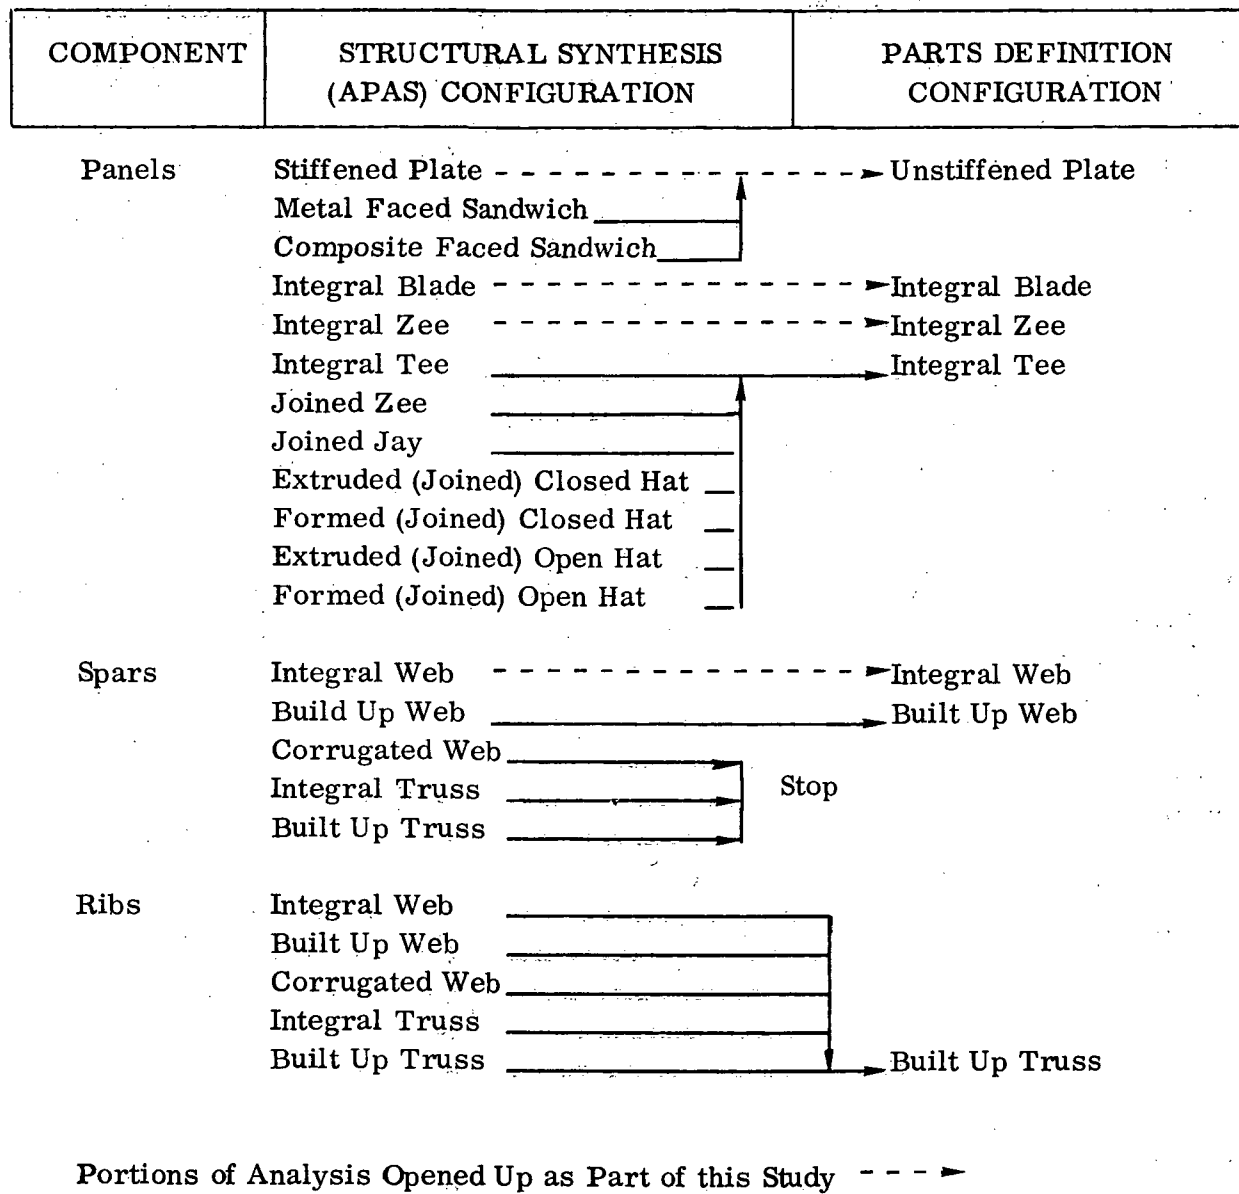 COMPONENT STRUCTURAL SYNTHESIS PARTS DEFINITION
(APAS) CONFIGURATION CONFIGURATION
Panels Stiffened Plate Unstiffened Plate
Metal Faced Sandwich
Composite Faced Sandwich
Integral Blade Integral Blade
Integral Zee Integral Zee
Integral Tee Integral Tee
Joined Zee
Joined Jay
Extruded (Joined) Closed Hat
Formed (Joined) Closed Hat
Extruded (Joined) Open Hat
Formed (Joined) Open Hat
Spars Integral Web Integral Web
Build Up Web Built Up Web
Corrugated Web
Integral Truss Stop
Built Up Truss
Ribs Integral Web
Built Up Web
Corrugated Web
Integral Truss
Built Up Truss Built Up Truss
Portions of Analysis Opened Up as Part of this Study